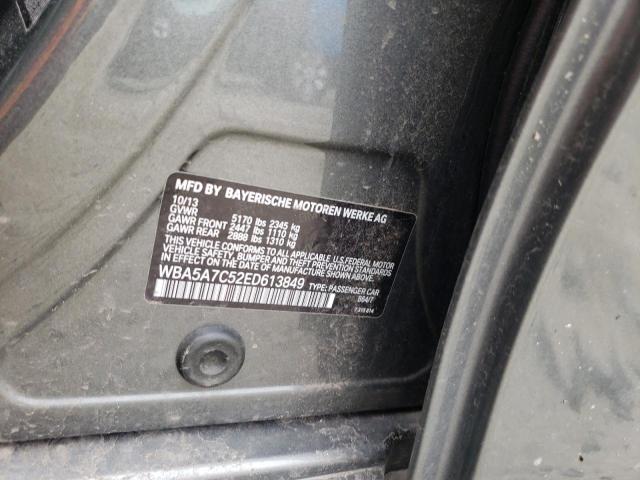 MFD BY BAYERISCHE MOTOREN WERKE AG
10/13
GVWR 5170 lbs 2345 kg
GAWR FRONT 2447 lbs 1110 kg
GAWR REAR 2888 lbs 1310 kg
THIS VEHICLE CONFORMS TO ALL APPLICABLE U.S.FEDERAL MOTOR
VEHICLE SAFETY, BUMPER, AND THEFT PREVENTION STANDARDS
IN EFFECT ON THE DATE OF MANUFACTURE SHOWN ABOVE.
WBA5A7C52ED613849 TYPE: PASSENGER CAR